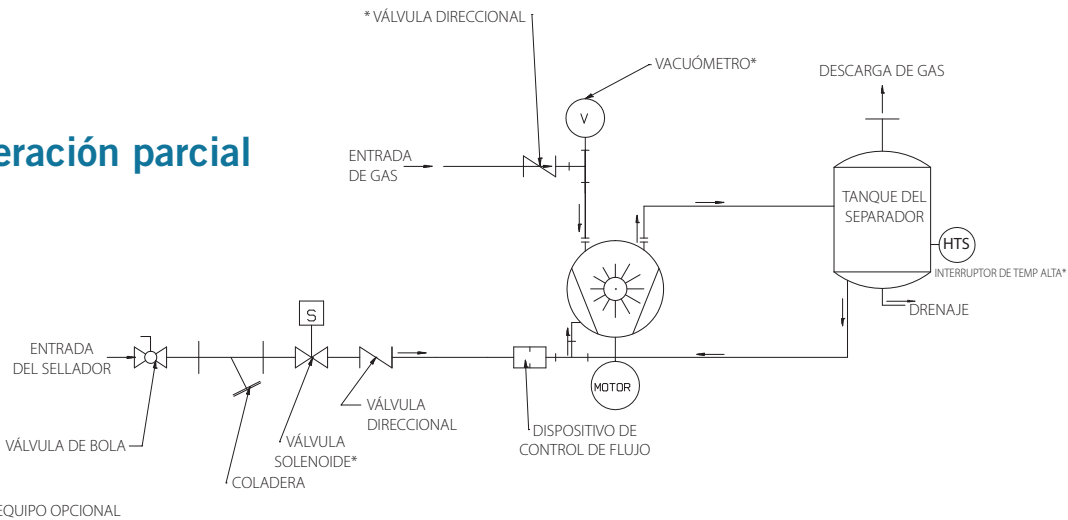 * VÁLVULA DIRECCIONAL
VACUÓMETRO*
DESCARGA DE GAS
V
eración parcial
ENTRADA
DE GAS
TANQUE DEL
SEPARADOR
HTS
INTERRUPTOR DE TEMP ALTA*
DRENAJE
S
ENTRADA
DEL SELLADOR
MOTOR
VÁLVULA
DIRECCIONAL
VÁLVULA DE BOLA
VÁLVULA
SOLENOIDE*
DISPOSITIVO DE
CONTROL DE FLUJO
COLADERA
EQUIPO OPCIONAL